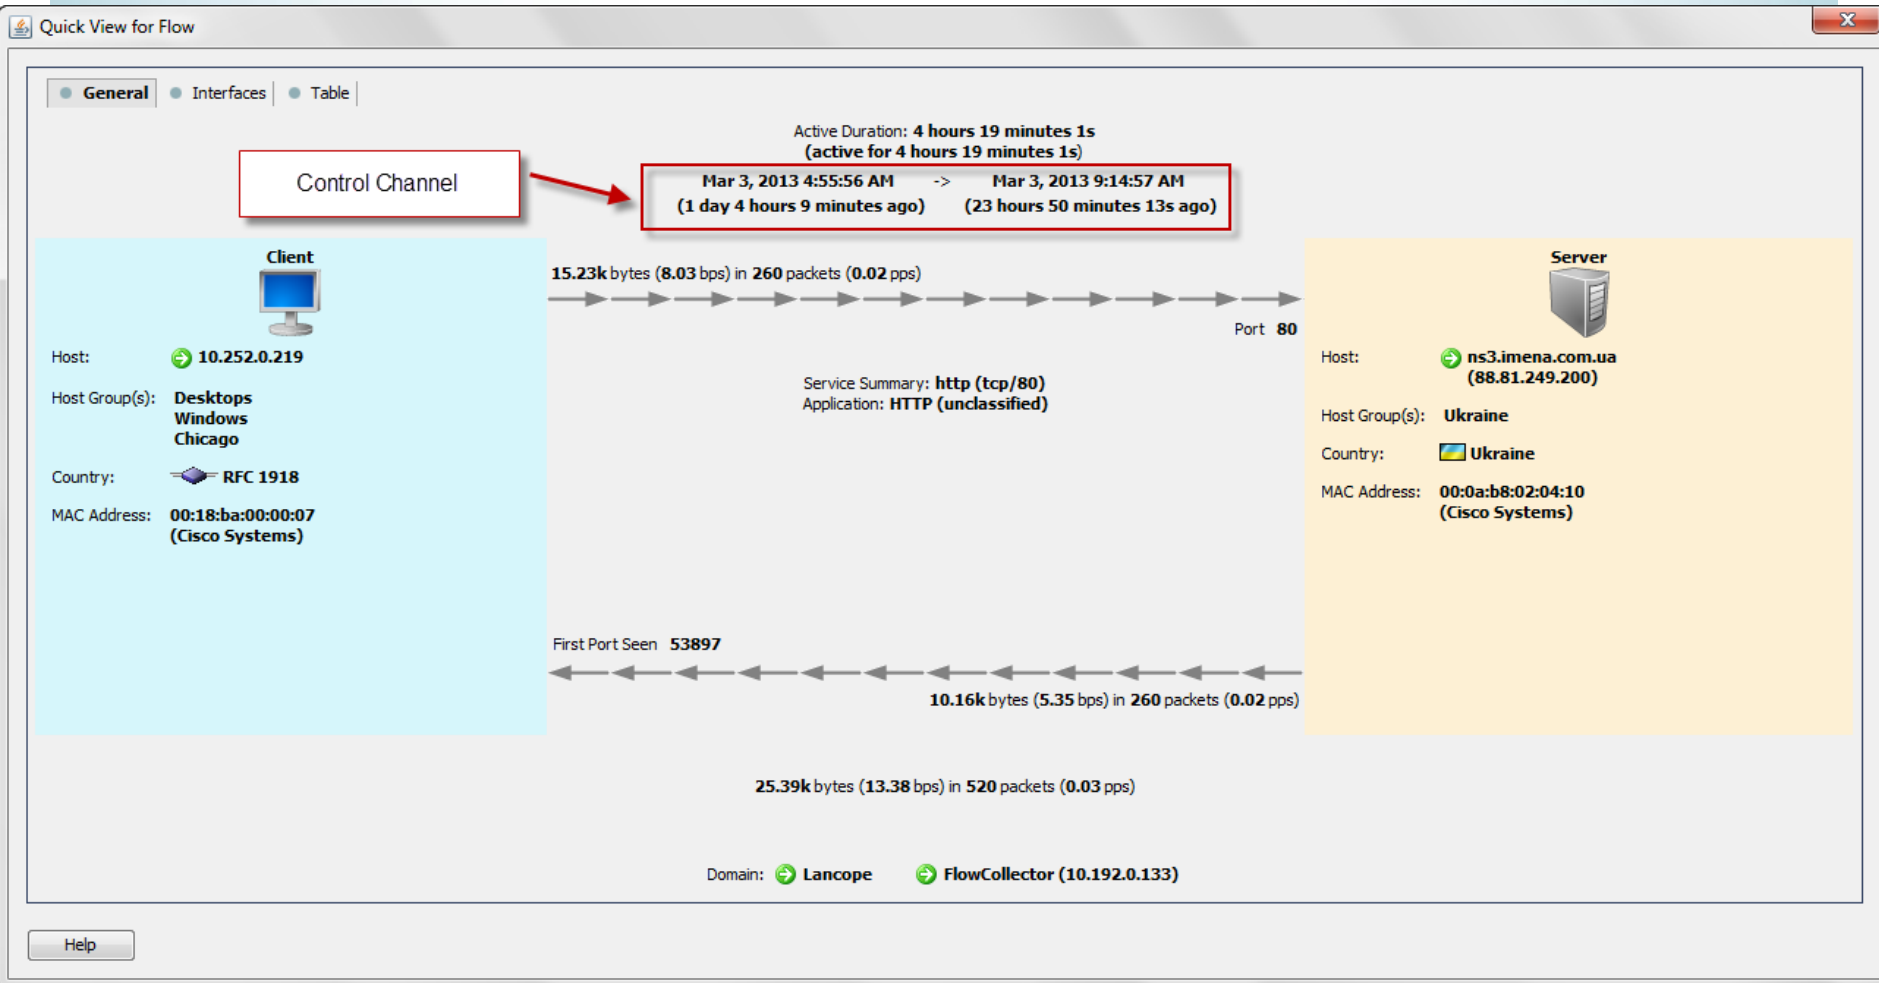 Quick View for Flow
General Interfaces Table
Active Duration: 4 hours 19 minutes 1s
(active for 4 hours 19 minutes 1s)
Control Channel
Mar 3, 2013 4:55:56 AM -> Mar 3, 2013 9:14:57 AM
(1 day 4 hours 9 minutes ago) (23 hours 50 minutes 13s ago)
Client
Host: 10.252.0.219
Host Group(s): Desktops
Windows
Chicago
Country: RFC 1918
MAC Address: 00:18:ba:00:00:07
(Cisco Systems)
15.23k bytes (8.03 bps) in 260 packets (0.02 pps)
Port 80
Service Summary: http (tcp/80)
Application: HTTP (unclassified)
First Port Seen 53897
10.16k bytes (5.35 bps) in 260 packets (0.02 pps)
Server
Host: ns3.imena.com.ua
(88.81.249.200)
Host Group(s): Ukraine
Country: Ukraine
MAC Address: 00:0a:b8:02:04:10
(Cisco Systems)
25.39k bytes (13.38 bps) in 520 packets (0.03 pps)
Domain: Lancope FlowCollector (10.192.0.133)
Help